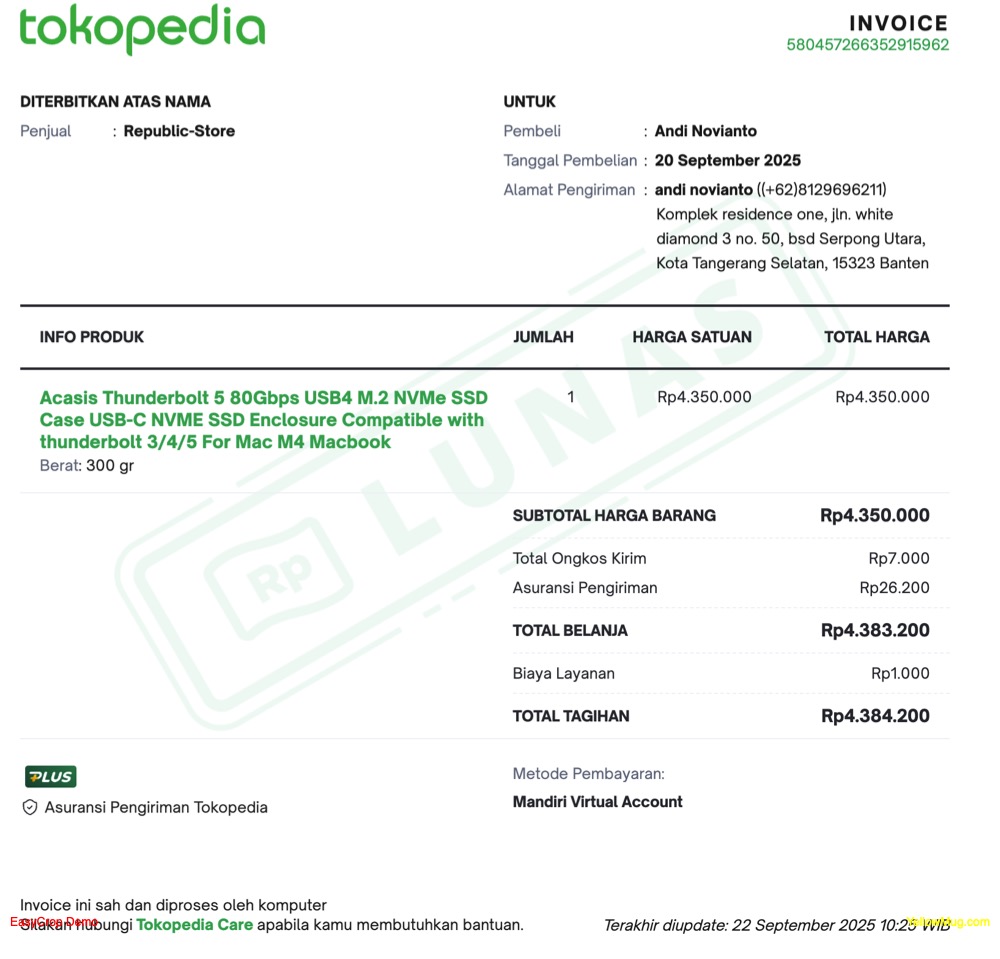 tokopedia
INVOICE
580457266352915962
DITERBITKAN ATAS NAMA
Penjual : Republic-Store
UNTUK
Pembeli : Andi Novianto
Tanggal Pembelian : 20 September 2025
Alamat Pengiriman : andi novianto ((+62)8129696211)
Komplek residence one, jln. white
diamond 3 no. 50, bsd Serpong Utara,
Kota Tangerang Selatan, 15323 Banten
INFO PRODUK JUMLAH HARGA SATUAN TOTAL HARGA
Acasis Thunderbolt 5 80Gbps USB4 M.2 NVMe SSD 1 Rp4.350.000 Rp4.350.000
Case USB-C NVME SSD Enclosure Compatible with
thunderbolt 3/4/5 For Mac M4 Macbook
Berat: 300 gr
Rp LUNAS
SUBTOTAL HARGA BARANG Rp4.350.000
Total Ongkos Kirim Rp7.000
Asuransi Pengiriman Rp26.200
TOTAL BELANJA Rp4.383.200
Biaya Layanan Rp1.000
TOTAL TAGIHAN Rp4.384.200
PLUS
Asuransi Pengiriman Tokopedia
Metode Pembayaran:
Mandiri Virtual Account
Invoice ini sah dan diproses oleh komputer
Silakan hubungi Tokopedia Care apabila kamu membutuhkan bantuan.
EasyCrop Demo
Terakhir diupdate: 22 September 2025 10:25 WIB